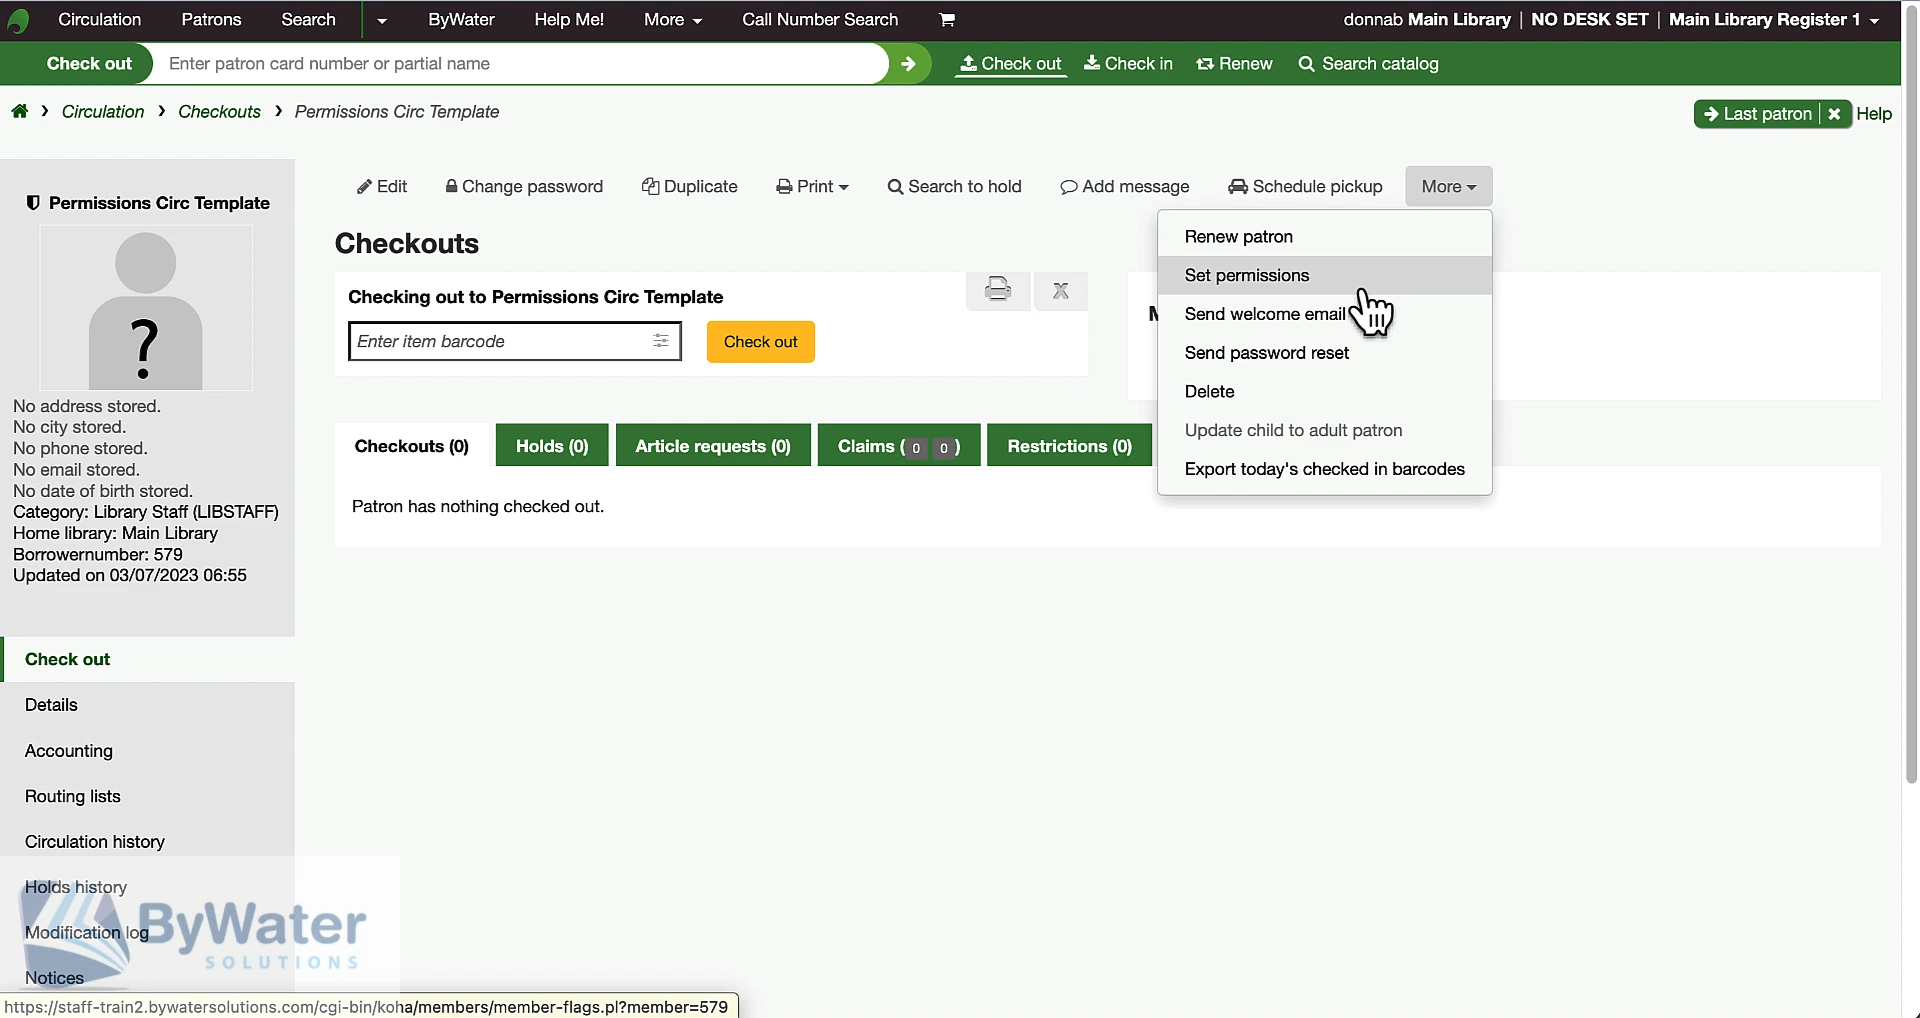 Circulation Patrons Search ByWater Help Me! More Call Number Search donnab Main Library | NO DESK SET | Main Library Register 1
Check out Enter patron card number or partial name Check out Check in Renew Search catalog
Circulation › Checkouts › Permissions Circ Template Last patron Help
Permissions Circ Template
?
No address stored.
No city stored.
No phone stored.
No email stored.
No date of birth stored.
Category: Library Staff (LIBSTAFF)
Home library: Main Library
Borrowernumber: 579
Updated on 03/07/2023 06:55
Edit Change password Duplicate Print Search to hold Add message Schedule pickup More
Checkouts
Checking out to Permissions Circ Template X
Enter item barcode Check out
Renew patron
Set permissions
Send welcome email
Send password reset
Delete
Update child to adult patron
Export today's checked in barcodes
Checkouts (0) Holds (0) Article requests (0) Claims ( 0 0 ) Restrictions (0)
Patron has nothing checked out.
Check out
Details
Accounting
Routing lists
Circulation history
Holds history
Modification log
Notices
ByWater
SOLUTIONS
https://staff-train2.bywatersolutions.com/cgi-bin/koha/members/member-flags.pl?member=579